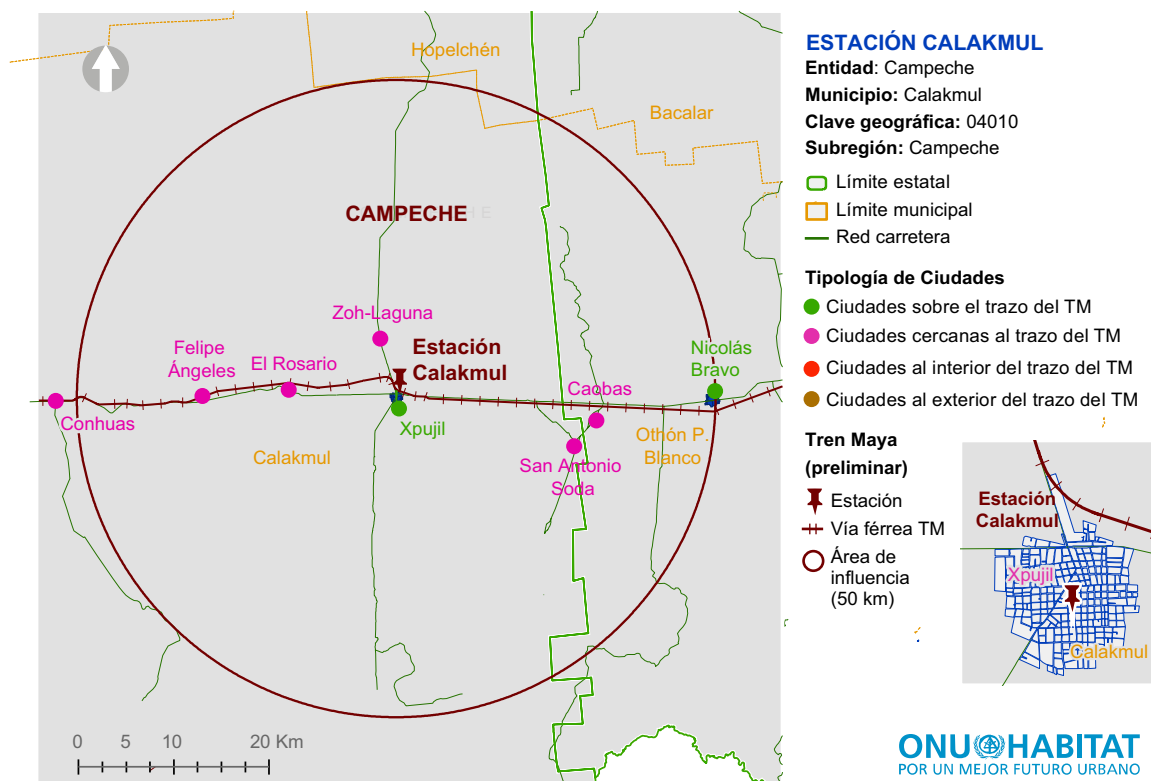 Hopelchén
Bacalar
CAMPECHE
H E
Zoh-Laguna
Felipe
Ángeles
El Rosario
Estación
Calakmul
Nicolás
Bravo
Caobas
Conhuas
Xpujil
Calakmul
San Antonio
Soda
Othón P.
Blanco
0 5 10 20 Km
ESTACIÓN CALAKMUL
Entidad: Campeche
Municipio: Calakmul
Clave geográfica: 04010
Subregión: Campeche
Límite estatal
Límite municipal
Red carretera
Tipología de Ciudades
Ciudades sobre el trazo del TM
Ciudades cercanas al trazo del TM
Ciudades al interior del trazo del TM
Ciudades al exterior del trazo del TM
Tren Maya
(preliminar)
Estación
Vía férrea TM
Área de
influencia
(50 km)
Estación
Calakmul
Xpujil
Calakmul
ONU HABITAT
POR UN MEJOR FUTURO URBANO